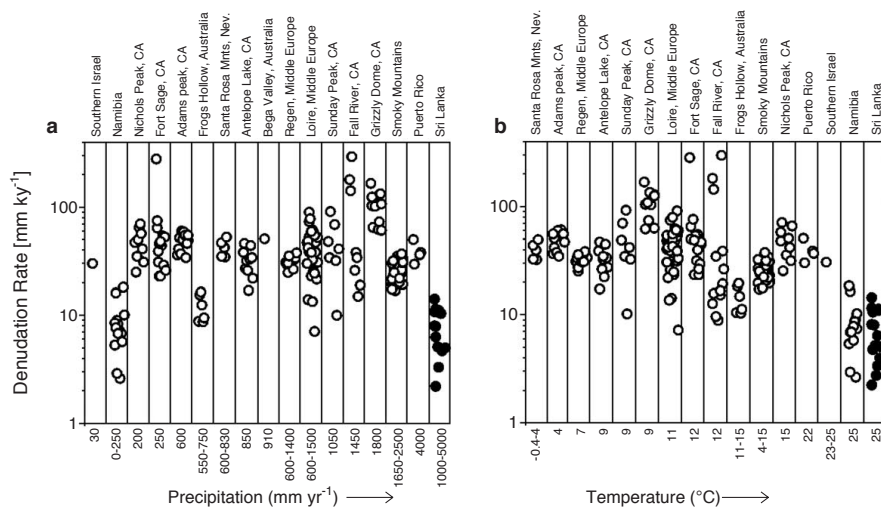 a
Southern Israel
Namibia
Nichols Peak, CA
Fort Sage, CA
Adams peak, CA
Frogs Hollow, Australia
Santa Rosa Mnts, Nev.
Antelope Lake, CA
Bega Valley, Australia
Regen, Middle Europe
Loire, Middle Europe
Sunday Peak, CA
Fall River, CA
Grizzly Dome, CA
Smoky Mountains
Puerto Rico
Sri Lanka
Denudation Rate [mm ky-1]
100
10
1
30
0-250
200
250
600
550-750
600-830
850
910
600-1400
600-1500
1050
1450
1800
1650-2500
4000
1000-5000
Precipitation (mm yr-1)
b
Santa Rosa Mnts, Nev.
Adams peak, CA
Regen, Middle Europe
Antelope Lake, CA
Sunday Peak, CA
Grizzly Dome, CA
Loire, Middle Europe
Fort Sage, CA
Fall River, CA
Frogs Hollow, Australia
Smoky Mountains
Nichols Peak, CA
Puerto Rico
Southern Israel
Namibia
Sri Lanka
100
10
1
-0.4-4
4
7
9
9
9
11
12
12
11-15
4-15
15
22
23-25
25
25
Temperature (°C)